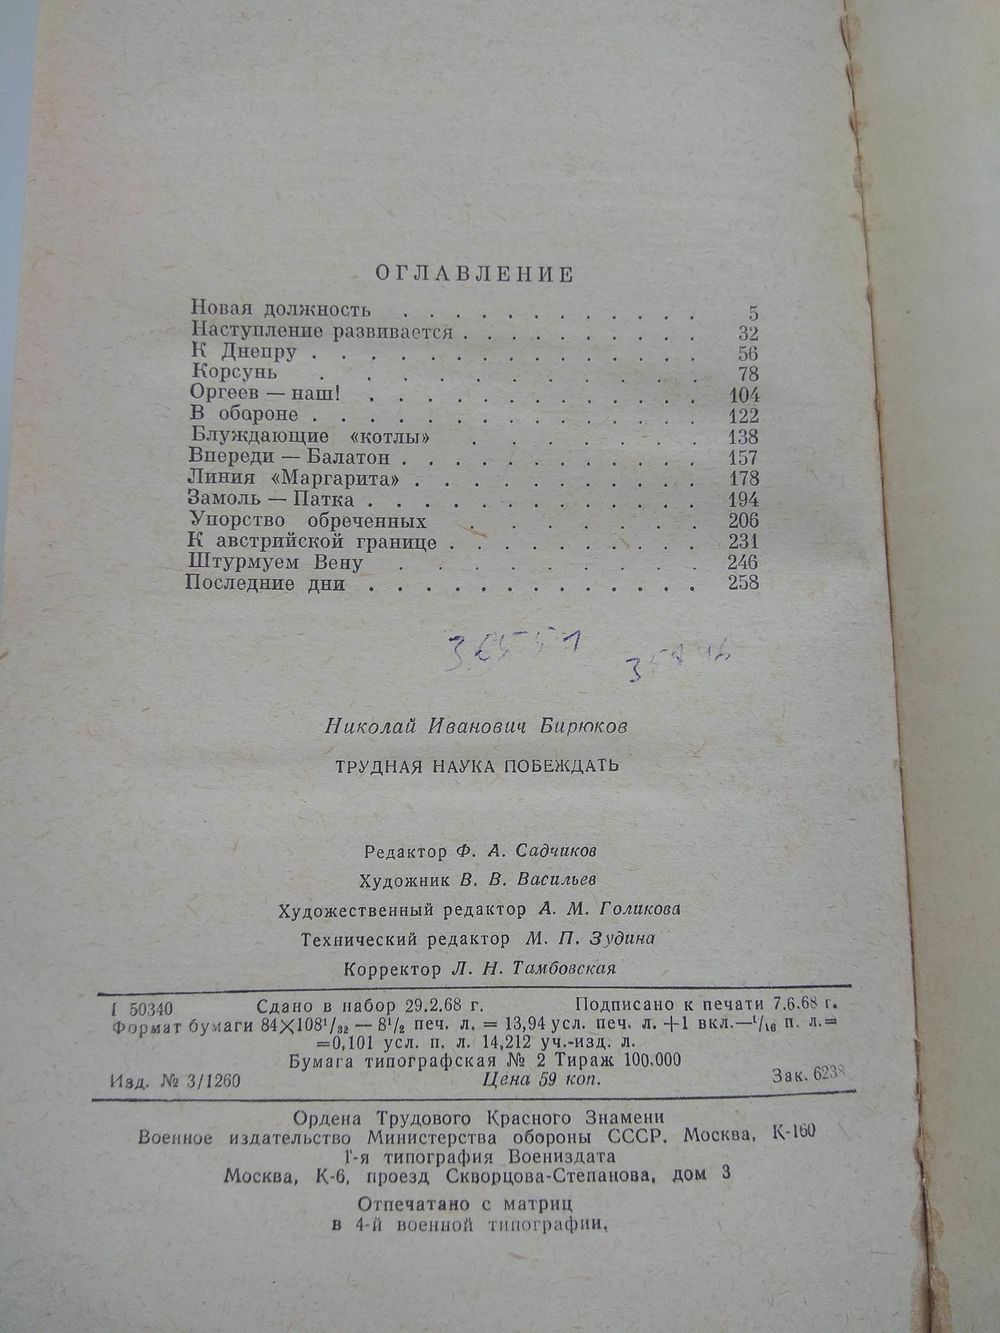 ОГЛАВЛЕНИЕ
Новая должность . . . . . . . . . . . . 5
Наступление развивается . . . . . . . . . . 32
К Днепру . . . . . . . . . . . . . . 56
Корсунь . . . . . . . . . . . . . . 78
Оргеев — наш! . . . . . . . . . . . . 104
В обороне . . . . . . . . . . . . . . 122
Блуждающие «котлы» . . . . . . . . 138
Впереди — Балатон . . . . . . . . . . . 157
Линия «Маргарита» . . . . . . . . . . . 178
Замоль — Патка . . . . . . . . . . . . 194
Упорство обреченных . . . . . . . . 206
К австрийской границе . . . . . . . . . 231
Штурмуем Вену . . . . . . . . . . . 246
Последние дни . . . . . . . . . . . . 258
36551
Николай Иванович Бирюков
ТРУДНАЯ НАУКА ПОБЕЖДАТЬ
Редактор Ф. А. Садчиков
Художник В. В. Васильев
Художественный редактор А. М. Голикова
Технический редактор М. П. Зудина
Корректор Л. Н. Тамбовская
Г 50340 Сдано в набор 29.2.68 г. Подписано к печати 7.6.68 г.
Формат бумаги 84×108¹/₃₂ — 8¹/₂ печ. л. = 13,94 усл. печ. л. +1 вкл.—¹/₁₆ п. л.=
=0,101 усл. п. л. 14,212 уч.-изд. л.
Бумага типографская № 2 Тираж 100.000
Изд. № 3/1260 Цена 59 коп. Зак. 6238
Ордена Трудового Красного Знамени
Военное издательство Министерства обороны СССР. Москва, К-160
1-я типография Воениздата
Москва, К-6, проезд Скворцова-Степанова, дом 3
Отпечатано с матриц
в 4-й военной типографии.